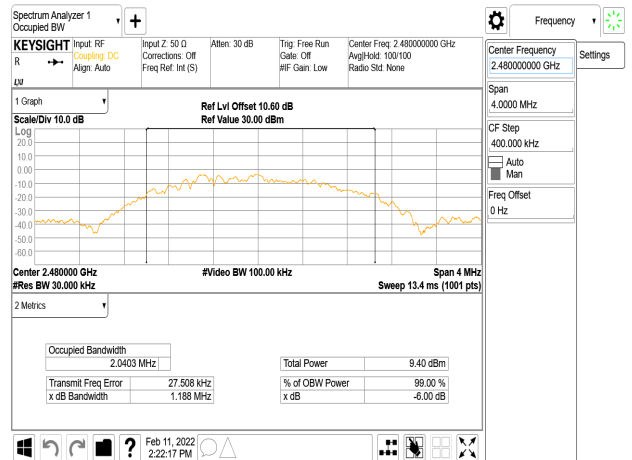 Spectrum Analyzer 1
Occupied BW
Frequency
KEYSIGHT
R
Input: RF
Coupling: DC
Align: Auto
Input Z: 50 Ω
Corrections: Off
Freq Ref: Int (S)
Atten: 30 dB
Trig: Free Run
Gate: Off
#IF Gain: Low
Center Freq: 2.480000000 GHz
Avg|Hold: 100/100
Radio Std: None
Center Frequency
2.480000000 GHz
Settings
Span
4.0000 MHz
CF Step
400.000 kHz
Auto
Man
Freq Offset
0 Hz
1 Graph
Scale/Div 10.0 dB
Ref Lvl Offset 10.60 dB
Ref Value 30.00 dBm
Log
20.0
10.0
0.00
-10.0
-20.0
-30.0
-40.0
-50.0
-60.0
Center 2.480000 GHz
#Res BW 30.000 kHz
#Video BW 100.00 kHz
Span 4 MHz
Sweep 13.4 ms (1001 pts)
2 Metrics
Occupied Bandwidth
2.0403 MHz
Total Power 9.40 dBm
Transmit Freq Error 27.508 kHz
% of OBW Power 99.00 %
x dB Bandwidth 1.188 MHz
x dB -6.00 dB
?
Feb 11, 2022
2:22:17 PM